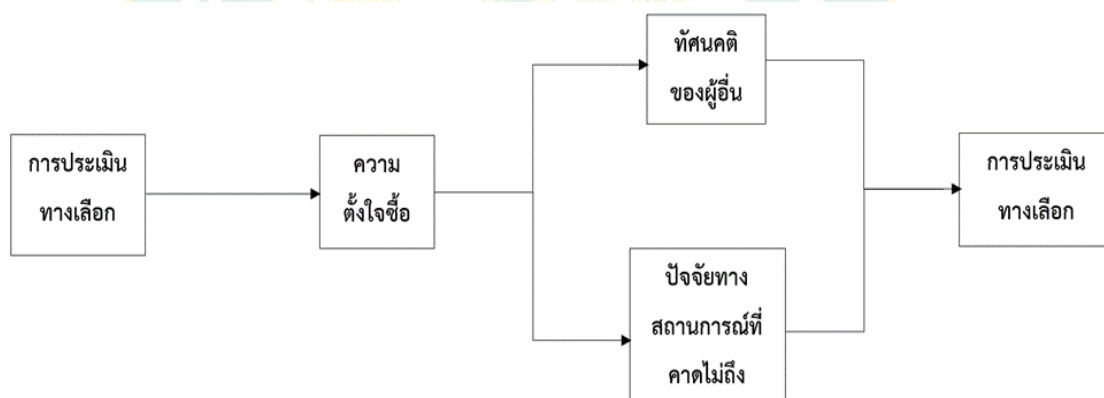 การประเมิน
ทางเลือก
ความ
ตั้งใจซื้อ
ทัศนคติ
ของผู้อื่น
ปัจจัยทาง
สถานการณ์ที่
คาดไม่ถึง
การประเมิน
ทางเลือก